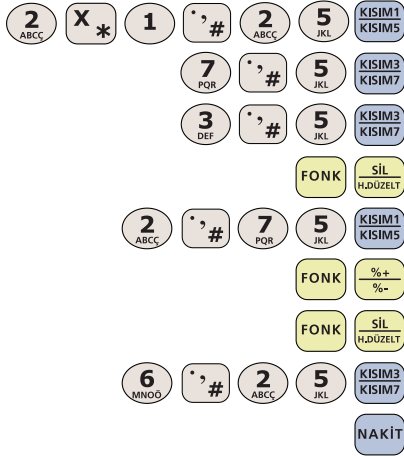 2 ABCÇ X * 1 ·,# 2 ABCÇ 5 JKL KISIM1 KISIM5
7 PQR ·,# 5 JKL KISIM3 KISIM7
3 DEF ·,# 5 JKL KISIM3 KISIM7
FONK SİL H.DÜZELT
2 ABCÇ ·,# 7 PQR 5 JKL KISIM1 KISIM5
FONK %+ %-
FONK SİL H.DÜZELT
6 MNOÖ ·,# 2 ABCÇ 5 JKL KISIM3 KISIM7
NAKİT